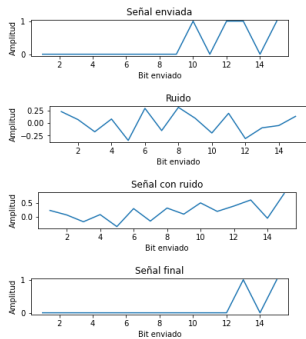 Señal enviada
Amplitud
1
0
2 4 6 8 10 12 14
Bit enviado
Ruido
Amplitud
0.25
0.00
−0.25
2 4 6 8 10 12 14
Bit enviado
Señal con ruido
Amplitud
0.5
0.0
2 4 6 8 10 12 14
Bit enviado
Señal final
Amplitud
1
0
2 4 6 8 10 12 14
Bit enviado